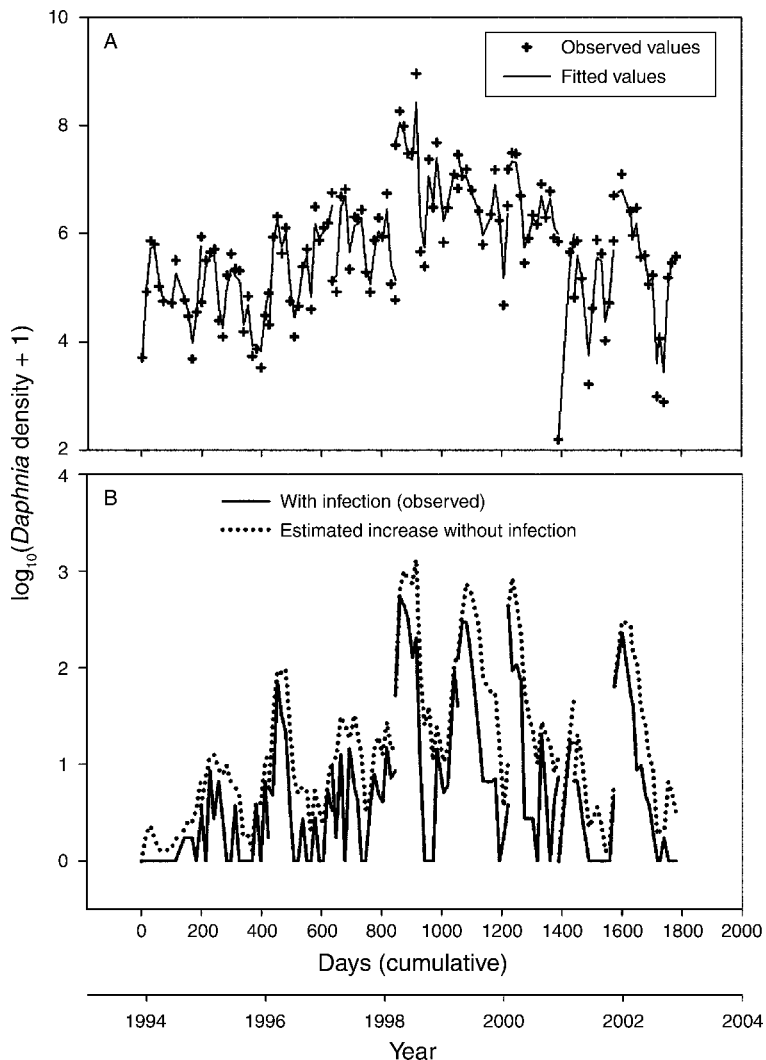 A
Observed values
Fitted values
10
8
6
4
2
log₁₀(Daphnia density + 1)
B
With infection (observed)
Estimated increase without infection
4
3
2
1
0
0 200 400 600 800 1000 1200 1400 1600 1800 2000
Days (cumulative)
1994 1996 1998 2000 2002 2004
Year